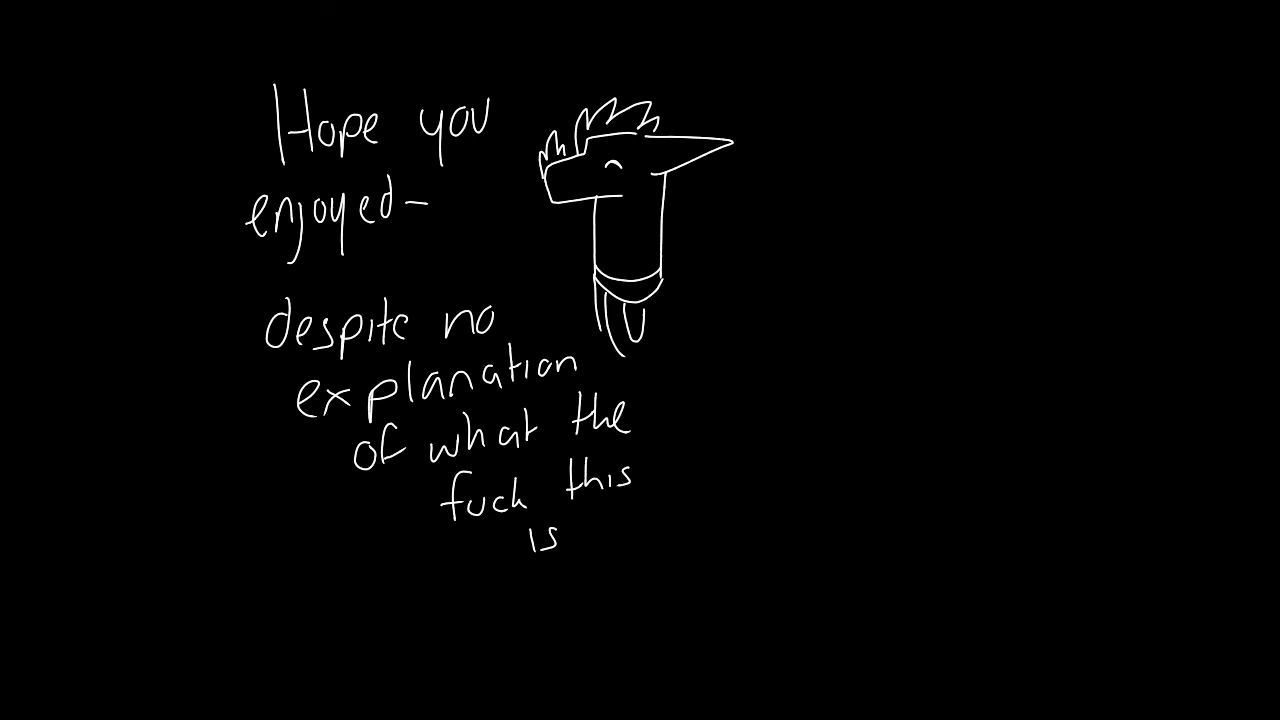 Hope you
enjoyed-
despite no
explanation
of what the
fuck this
is